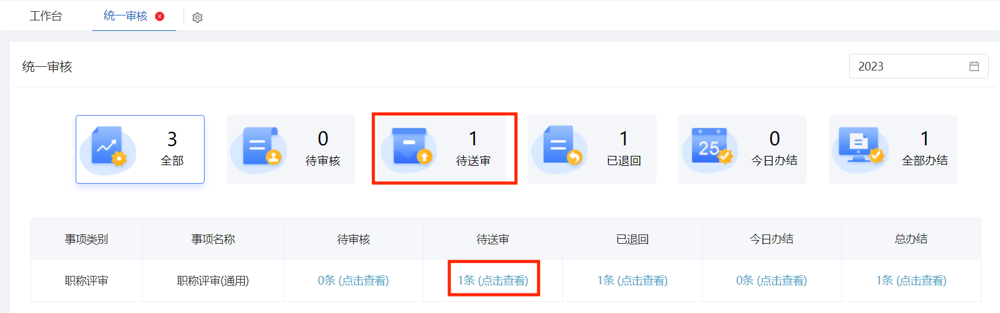 工作台 统一审核
统一审核 2023
3 0 1 1 0 1
全部 待审核 待送审 已退回 25 今日办结 全部办结
事项类别 事项名称 待审核 待送审 已退回 今日办结 总办结
职称评审 职称评审(通用) 0条 (点击查看) 1条 (点击查看) 1条 (点击查看) 0条 (点击查看) 1条 (点击查看)